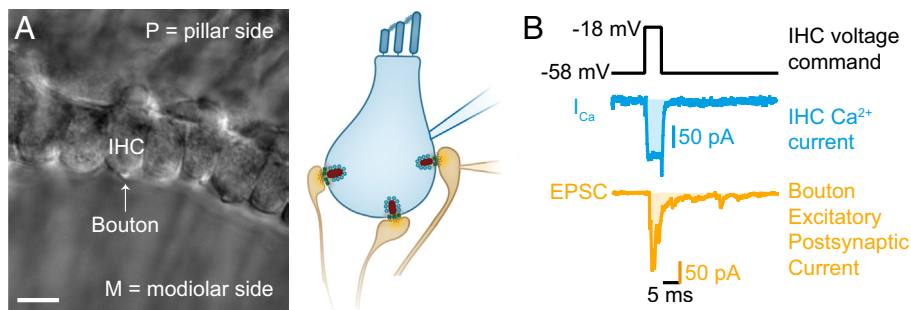 A
P = pillar side
IHC
Bouton
M = modiolar side
B
-18 mV
-58 mV
IHC voltage
command
I_Ca
50 pA
IHC Ca²⁺
current
EPSC
50 pA
5 ms
Bouton
Excitatory
Postsynaptic
Current